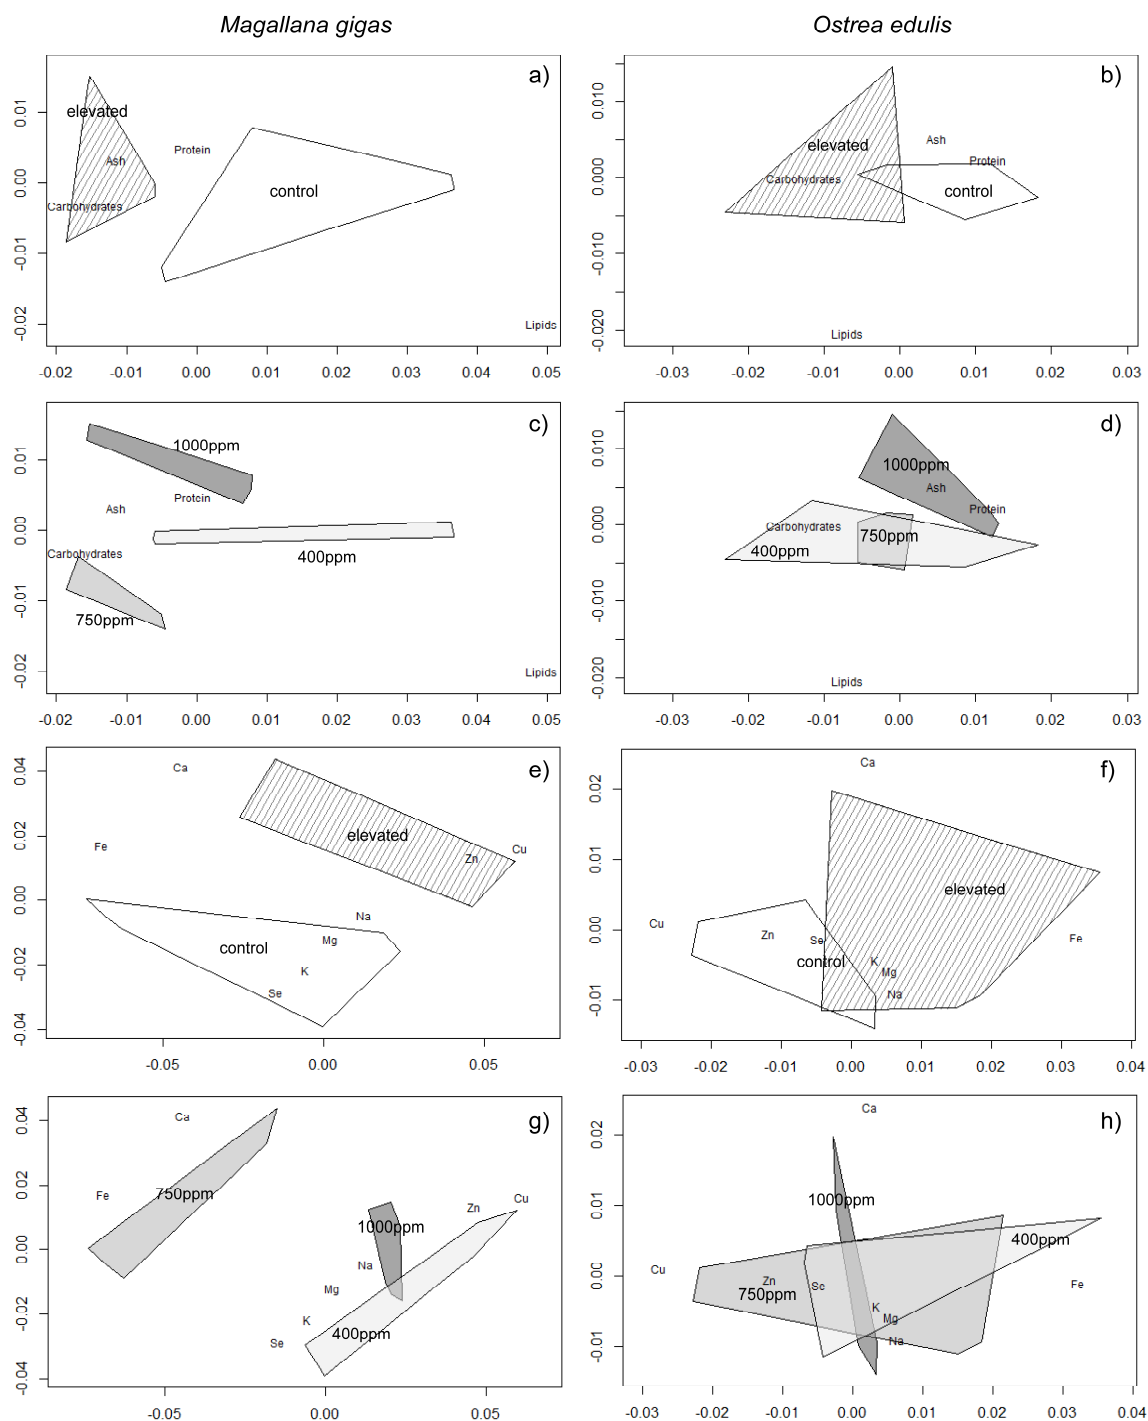 Magallana gigas
Ostrea edulis
a)
elevated
Ash
Protein
control
Carbohydrates
Lipids
0.01
0.00
-0.01
-0.02
-0.02 -0.01 0.00 0.01 0.02 0.03 0.04 0.05
b)
elevated
Ash
Protein
Carbohydrates
control
Lipids
0.010
0.000
-0.010
-0.020
-0.03 -0.02 -0.01 0.00 0.01 0.02 0.03
c)
1000ppm
Protein
Ash
400ppm
Carbohydrates
750ppm
Lipids
0.01
0.00
-0.01
-0.02
-0.02 -0.01 0.00 0.01 0.02 0.03 0.04 0.05
d)
1000ppm
Ash
Protein
Carbohydrates
750ppm
400ppm
Lipids
0.010
0.000
-0.010
-0.020
-0.03 -0.02 -0.01 0.00 0.01 0.02 0.03
e)
Ca
elevated
Fe
Cu
Zn
Na
Mg
control
K
Se
0.04
0.02
0.00
-0.02
-0.04
-0.05 0.00 0.05
f)
Ca
elevated
Cu
Zn
Se
Fe
control
K
Mg
Na
0.02
0.01
0.00
-0.01
-0.03 -0.02 -0.01 0.00 0.01 0.02 0.03 0.04
g)
Ca
750ppm
Fe
Cu
Zn
1000ppm
Na
Mg
K
400ppm
Se
0.04
0.02
0.00
-0.02
-0.04
-0.05 0.00 0.05
h)
Ca
1000ppm
400ppm
Cu
Zn
Se
Fe
750ppm
K
Mg
Na
0.02
0.01
0.00
-0.01
-0.03 -0.02 -0.01 0.00 0.01 0.02 0.03 0.04